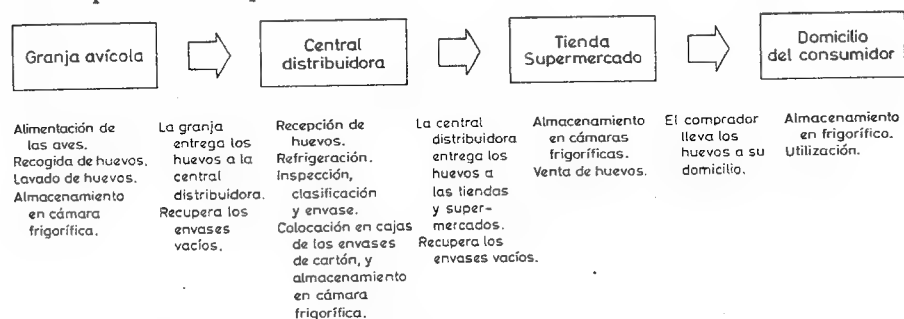 Granja avícola
Central
distribuidora
Tienda
Supermercado
Domicilio
del consumidor
Alimentación de
las aves.
Recogida de huevos.
Lavado de huevos.
Almacenamiento
en cámara
frigorífica.
La granja
entrega los
huevos a la
central
distribuidora.
Recupera los
envases
vacíos.
Recepción de
huevos.
Refrigeración.
Inspección,
clasificación
y envase.
Colocación en cajas
de los envases
de cartón, y
almacenamiento
en cámara
frigorífica.
La central
distribuidora
entrega los
huevos a
las tiendas
y super-
mercados.
Recupera los
envases vacíos.
Almacenamiento
en cámaras
frigoríficas.
Venta de huevos.
El comprador
lleva los
huevos a su
domicilio.
Almacenamiento
en frigorífico.
Utilización.